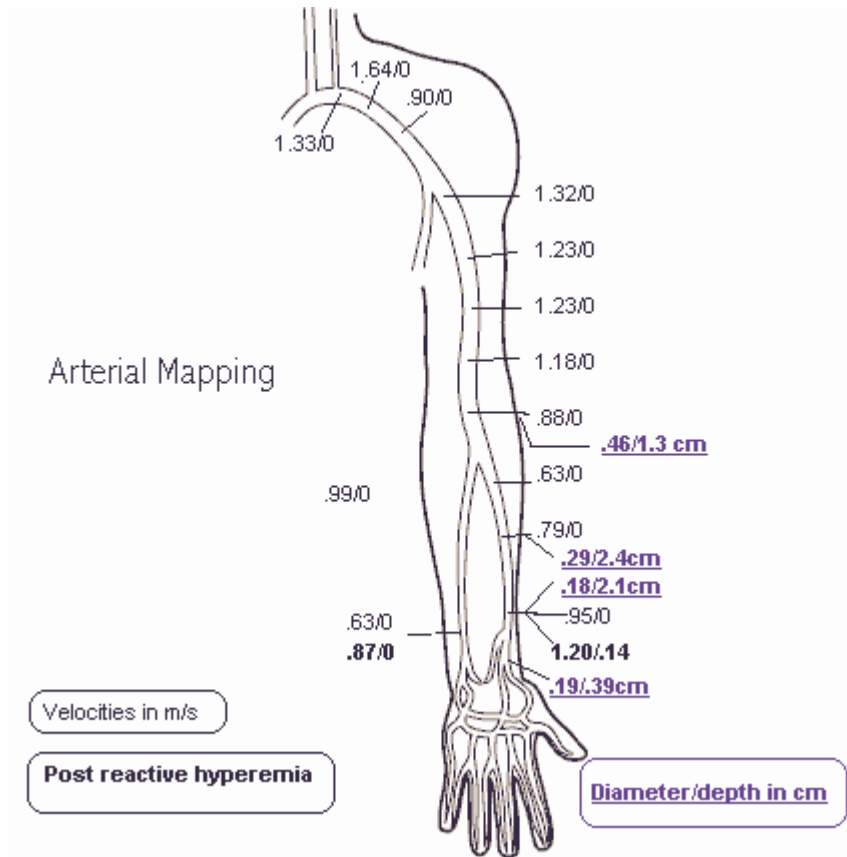 1.64/0
.90/0
1.33/0
1.32/0
1.23/0
1.23/0
Arterial Mapping
1.18/0
.88/0
.46/1.3 cm
.63/0
.99/0
.79/0
.29/2.4cm
.18/2.1cm
.95/0
.63/0
.87/0
1.20/.14
.19/.39cm
Velocities in m/s
Post reactive hyperemia
Diameter/depth in cm